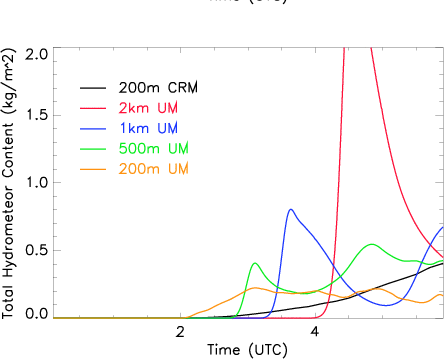 Total Hydrometeor Content (kg/m^2)
2.0
200m CRM
2km UM
1.5
1km UM
500m UM
200m UM
1.0
0.5
0.0
2 4
Time (UTC)